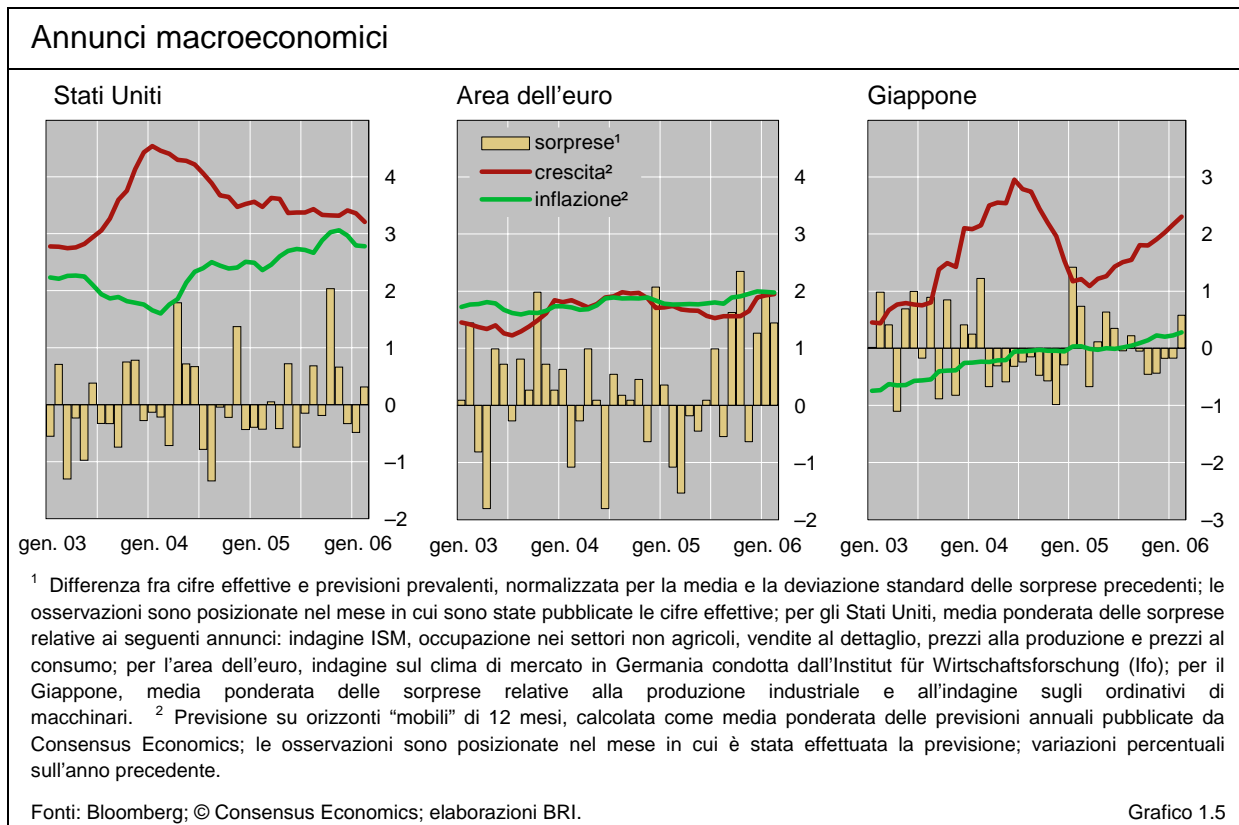 Annunci macroeconomici
Stati Uniti
Area dell’euro
Giappone
sorprese¹
crescita²
inflazione²
4
3
2
1
0
–1
–2
4
3
2
1
0
–1
–2
3
2
1
0
–1
–2
–3
gen. 03 gen. 04 gen. 05 gen. 06
gen. 03 gen. 04 gen. 05 gen. 06
gen. 03 gen. 04 gen. 05 gen. 06
¹ Differenza fra cifre effettive e previsioni prevalenti, normalizzata per la media e la deviazione standard delle sorprese precedenti; le
osservazioni sono posizionate nel mese in cui sono state pubblicate le cifre effettive; per gli Stati Uniti, media ponderata delle sorprese
relative ai seguenti annunci: indagine ISM, occupazione nei settori non agricoli, vendite al dettaglio, prezzi alla produzione e prezzi al
consumo; per l’area dell’euro, indagine sul clima di mercato in Germania condotta dall’Institut für Wirtschaftsforschung (Ifo); per il
Giappone, media ponderata delle sorprese relative alla produzione industriale e all’indagine sugli ordinativi di
macchinari. ² Previsione su orizzonti “mobili” di 12 mesi, calcolata come media ponderata delle previsioni annuali pubblicate da
Consensus Economics; le osservazioni sono posizionate nel mese in cui è stata effettuata la previsione; variazioni percentuali
sull’anno precedente.
Fonti: Bloomberg; © Consensus Economics; elaborazioni BRI.
Grafico 1.5